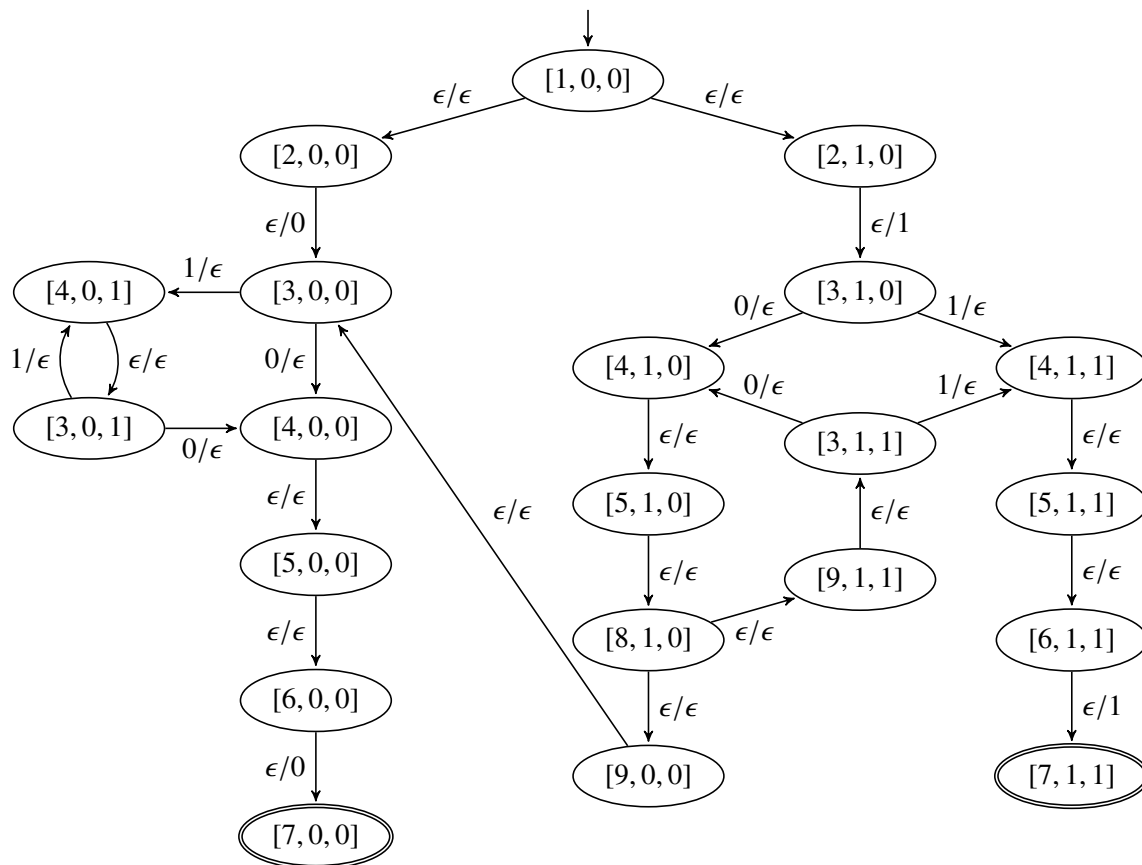 [1, 0, 0]
ϵ/ϵ
ϵ/ϵ
[2, 0, 0]
[2, 1, 0]
ϵ/0
ϵ/1
[4, 0, 1]
1/ϵ
[3, 0, 0]
[3, 1, 0]
0/ϵ
1/ϵ
1/ϵ
ϵ/ϵ
0/ϵ
[4, 1, 0]
[4, 1, 1]
0/ϵ
1/ϵ
[3, 0, 1]
0/ϵ
[4, 0, 0]
[3, 1, 1]
ϵ/ϵ
ϵ/ϵ
ϵ/ϵ
[5, 1, 0]
[5, 1, 1]
ϵ/ϵ
ϵ/ϵ
[5, 0, 0]
[9, 1, 1]
ϵ/ϵ
ϵ/ϵ
ϵ/ϵ
[8, 1, 0]
ϵ/ϵ
[6, 1, 1]
[6, 0, 0]
ϵ/ϵ
ϵ/1
ϵ/0
[9, 0, 0]
[7, 1, 1]
[7, 0, 0]